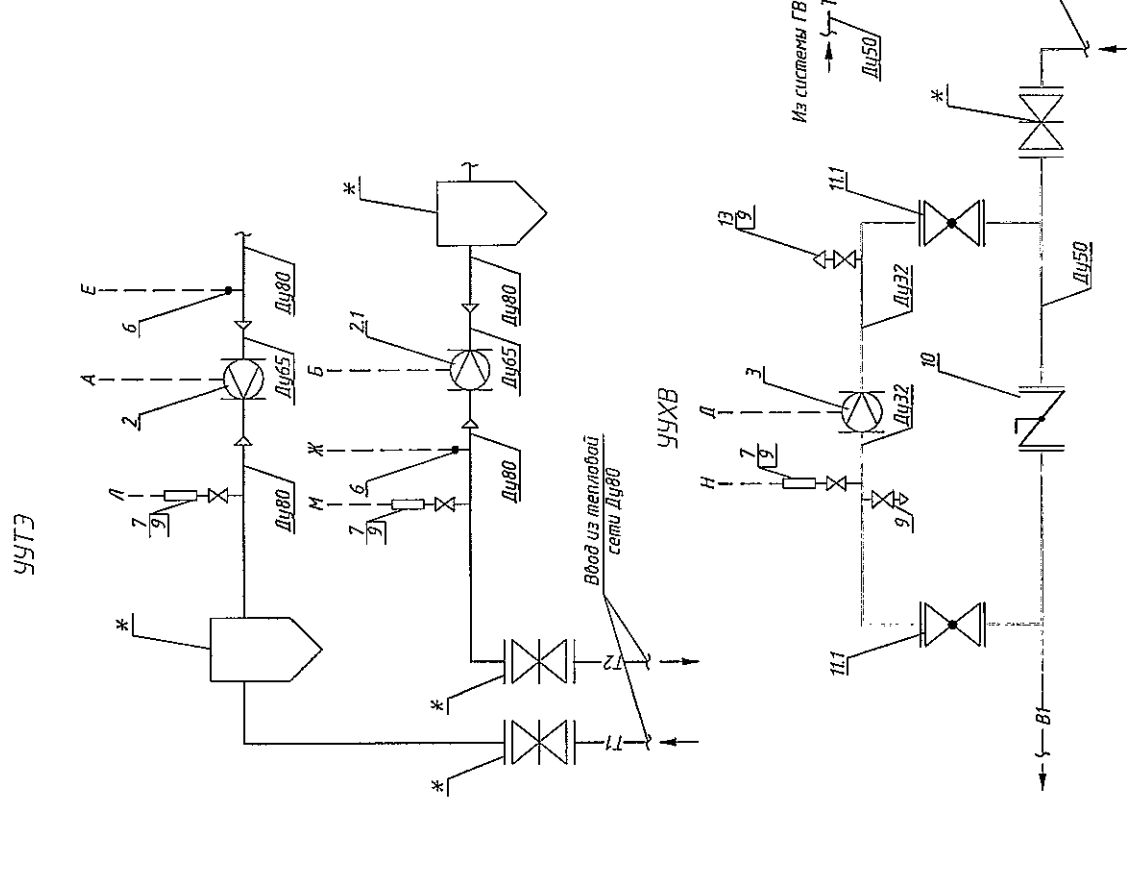 УУТЭ
Л
7
9
Ду80
*
А
2
Ду65
Е
6
Ду80
М
7
9
Ж
6
Ду80
Б
2.1
Ду65
Ду80
*
*
*
Т1
Т2
Ввод из тепловой
сети Ду80
УУХВ
Н
7
9
9
Д
3
Ду32
Ду32
13
9
11.1
11.1
10
Ду50
*
В1
Из системы ГВ
Ду50